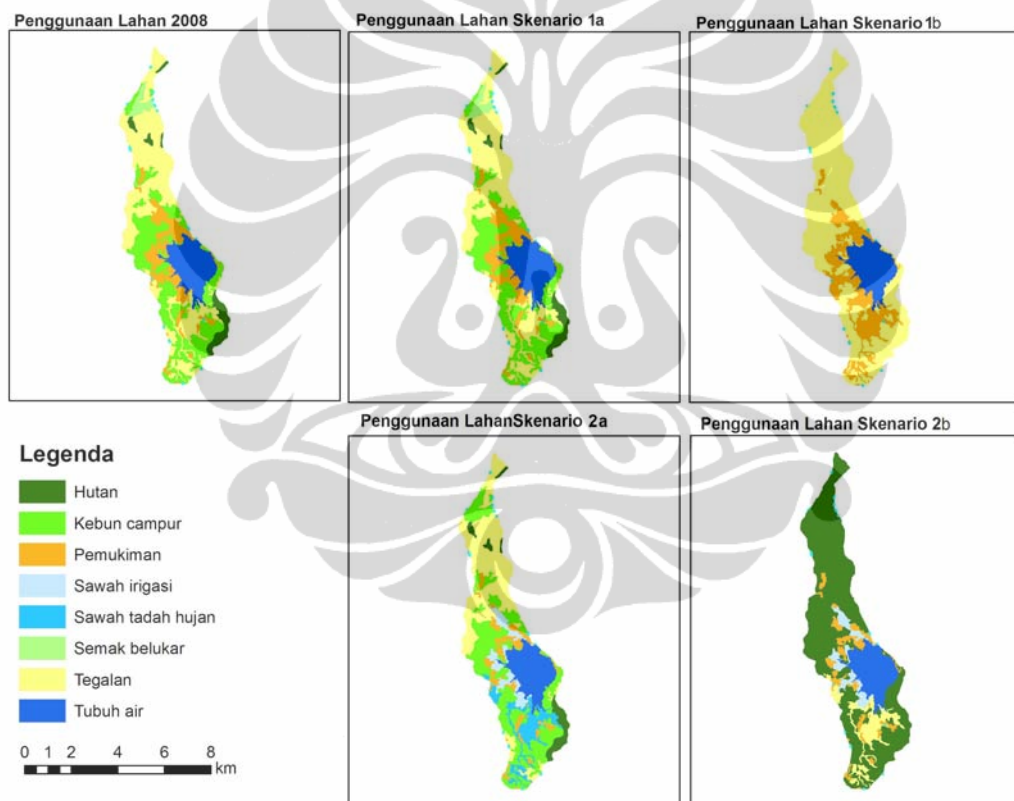 Penggunaan Lahan 2008
Penggunaan Lahan Skenario 1a
Penggunaan Lahan Skenario 1b
Penggunaan LahanSkenario 2a
Penggunaan Lahan Skenario 2b
Legenda
Hutan
Kebun campur
Pemukiman
Sawah irigasi
Sawah tadah hujan
Semak belukar
Tegalan
Tubuh air
0 1 2 4 6 8
km